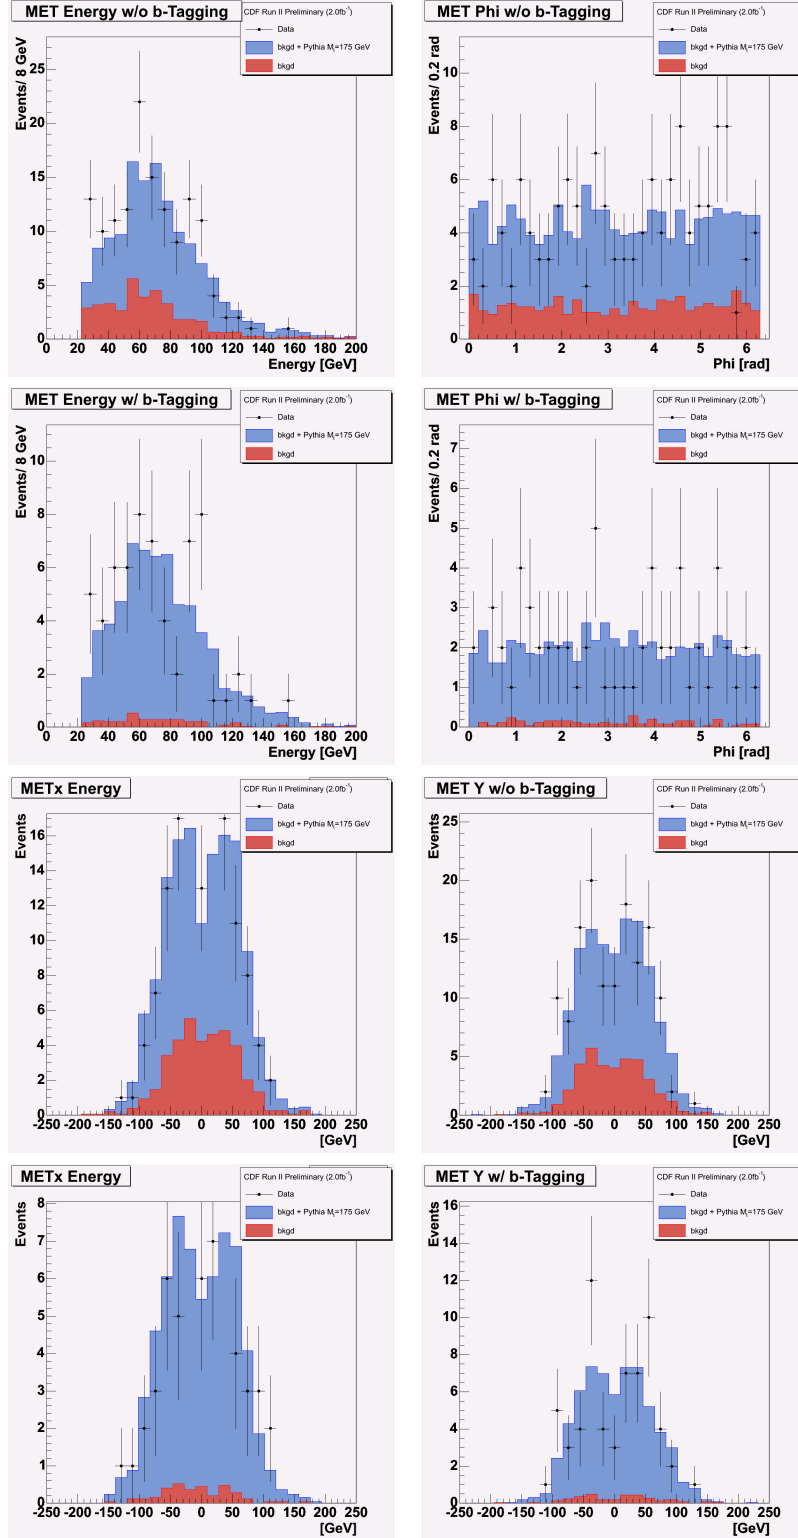 MET Energy w/o b-Tagging
CDF Run II Preliminary (2.0fb-1)
Data
bkgd + Pythia Mt=175 GeV
bkgd
Events/ 8 GeV
25
20
15
10
5
0
0 20 40 60 80 100 120 140 160 180 200
Energy [GeV]
MET Phi w/o b-Tagging
CDF Run II Preliminary (2.0fb-1)
Data
bkgd + Pythia Mt=175 GeV
bkgd
Events/ 0.2 rad
10
8
6
4
2
0
0 1 2 3 4 5 6
Phi [rad]
MET Energy w/ b-Tagging
CDF Run II Preliminary (2.0fb-1)
Data
bkgd + Pythia Mt=175 GeV
bkgd
Events/ 8 GeV
10
8
6
4
2
0
0 20 40 60 80 100 120 140 160 180 200
Energy [GeV]
MET Phi w/ b-Tagging
CDF Run II Preliminary (2.0fb-1)
Data
bkgd + Pythia Mt=175 GeV
bkgd
Events/ 0.2 rad
7
6
5
4
3
2
1
0
0 1 2 3 4 5 6
Phi [rad]
METx Energy
CDF Run II Preliminary (2.0fb-1)
Data
bkgd + Pythia Mt=175 GeV
bkgd
Events
16
14
12
10
8
6
4
2
0
-250 -200 -150 -100 -50 0 50 100 150 200 250
[GeV]
MET Y w/o b-Tagging
CDF Run II Preliminary (2.0fb-1)
Data
bkgd + Pythia Mt=175 GeV
bkgd
Events
25
20
15
10
5
0
-250 -200 -150 -100 -50 0 50 100 150 200 250
[GeV]
METx Energy
CDF Run II Preliminary (2.0fb-1)
Data
bkgd + Pythia Mt=175 GeV
bkgd
Events
8
7
6
5
4
3
2
1
0
-250 -200 -150 -100 -50 0 50 100 150 200 250
[GeV]
MET Y w/ b-Tagging
CDF Run II Preliminary (2.0fb-1)
Data
bkgd + Pythia Mt=175 GeV
bkgd
Events
16
14
12
10
8
6
4
2
0
-250 -200 -150 -100 -50 0 50 100 150 200 250
[GeV]